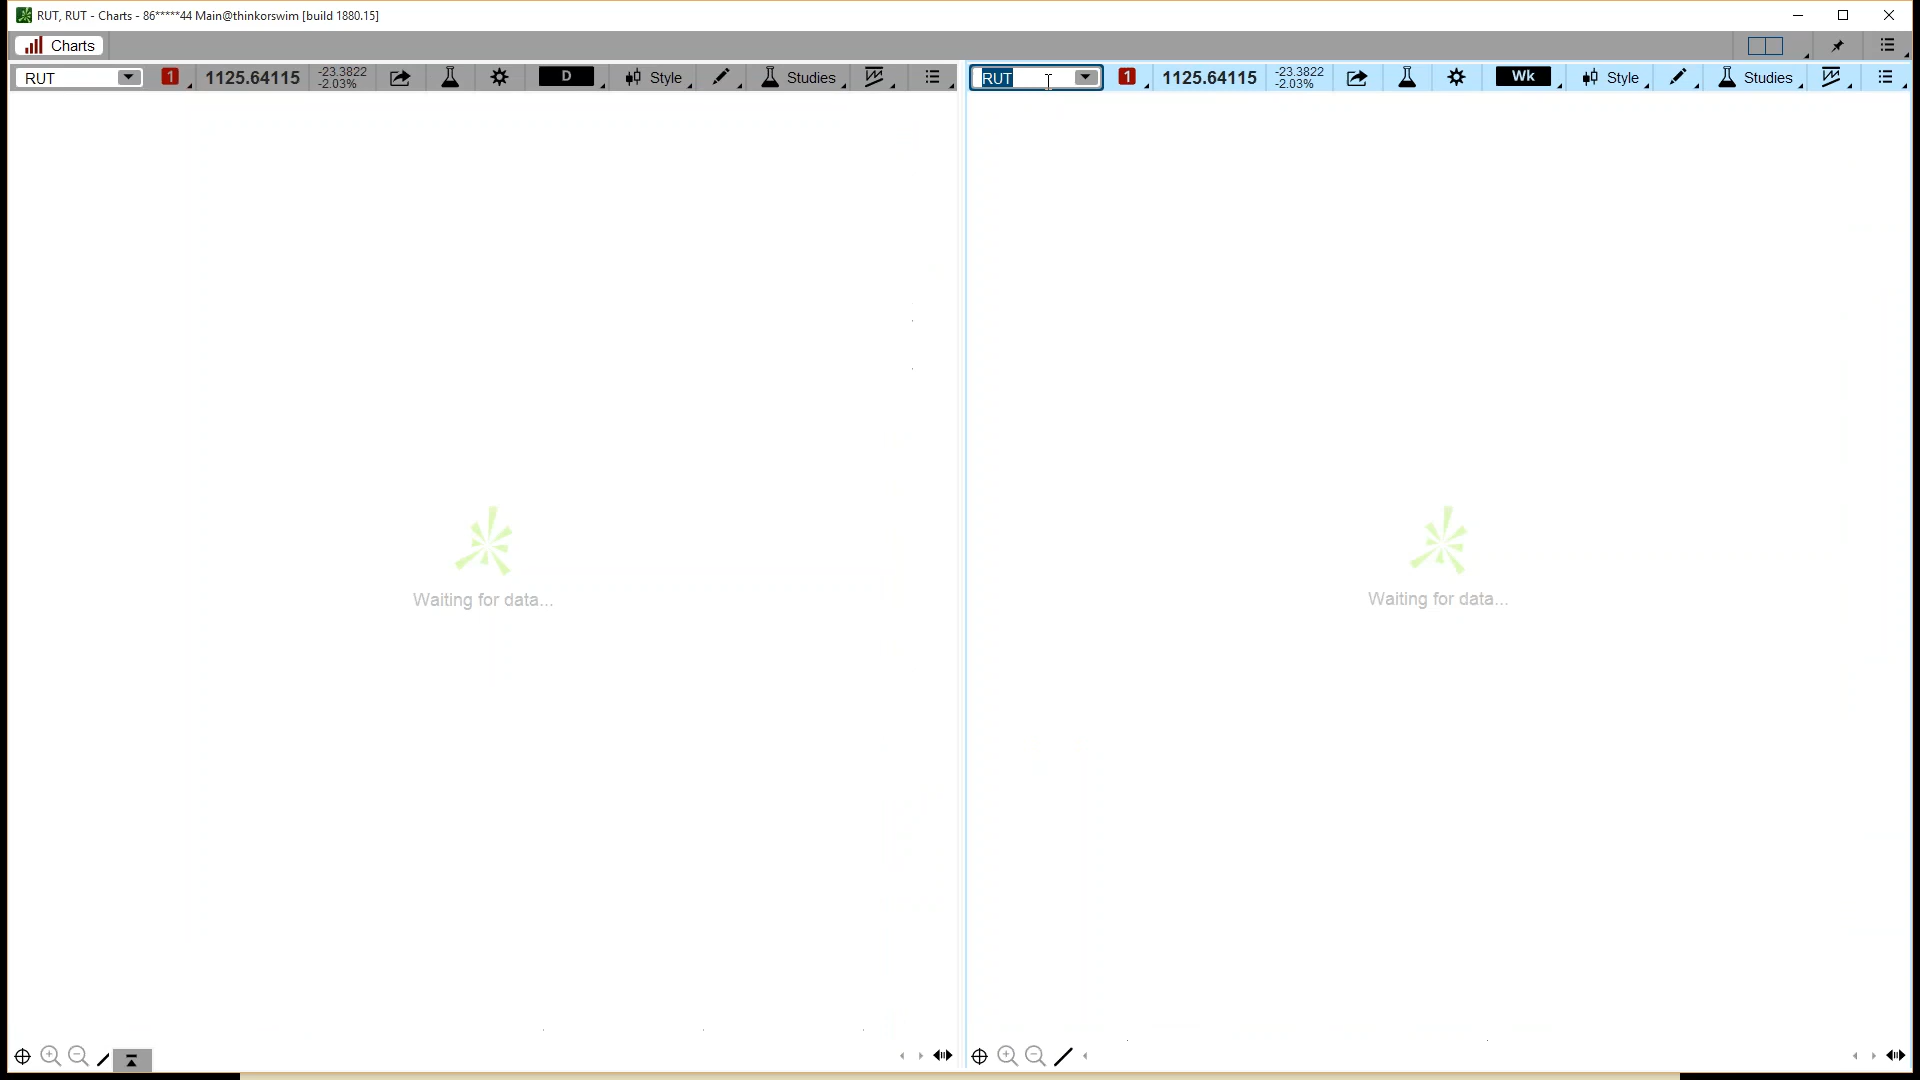 RUT, RUT - Charts - 86*****44 Main@thinkorswim [build 1880.15]
Charts
RUT 1 1125.64115 -23.3822 -2.03% D Style Studies
RUT 1 1125.64115 -23.3822 -2.03% Wk Style Studies
Waiting for data...
Waiting for data...